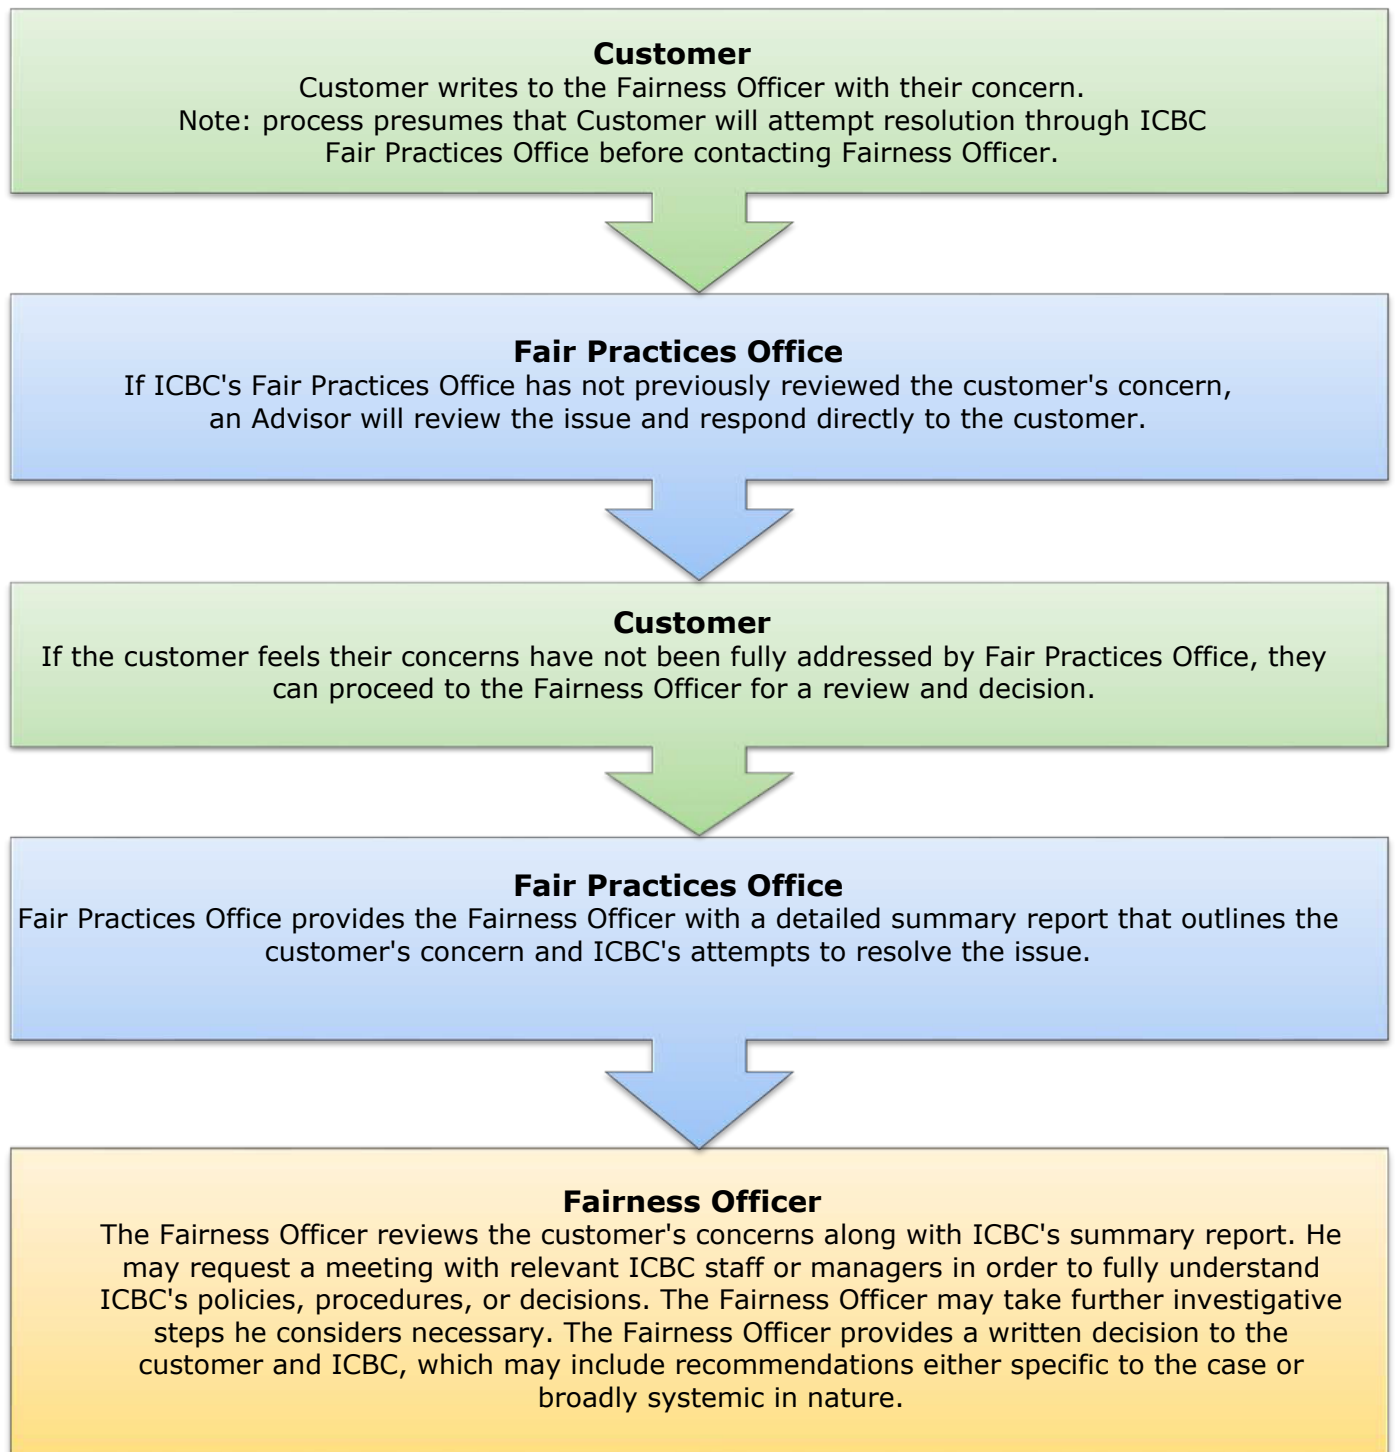 Customer
Customer writes to the Fairness Officer with their concern.
Note: process presumes that Customer will attempt resolution through ICBC
Fair Practices Office before contacting Fairness Officer.
Fair Practices Office
If ICBC's Fair Practices Office has not previously reviewed the customer's concern,
an Advisor will review the issue and respond directly to the customer.
Customer
If the customer feels their concerns have not been fully addressed by Fair Practices Office, they
can proceed to the Fairness Officer for a review and decision.
Fair Practices Office
Fair Practices Office provides the Fairness Officer with a detailed summary report that outlines the
customer's concern and ICBC's attempts to resolve the issue.
Fairness Officer
The Fairness Officer reviews the customer's concerns along with ICBC's summary report. He
may request a meeting with relevant ICBC staff or managers in order to fully understand
ICBC's policies, procedures, or decisions. The Fairness Officer may take further investigative
steps he considers necessary. The Fairness Officer provides a written decision to the
customer and ICBC, which may include recommendations either specific to the case or
broadly systemic in nature.